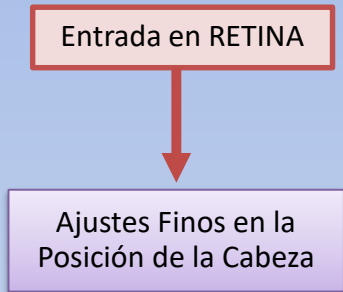 Entrada en RETINA
Ajustes Finos en la
Posición de la Cabeza